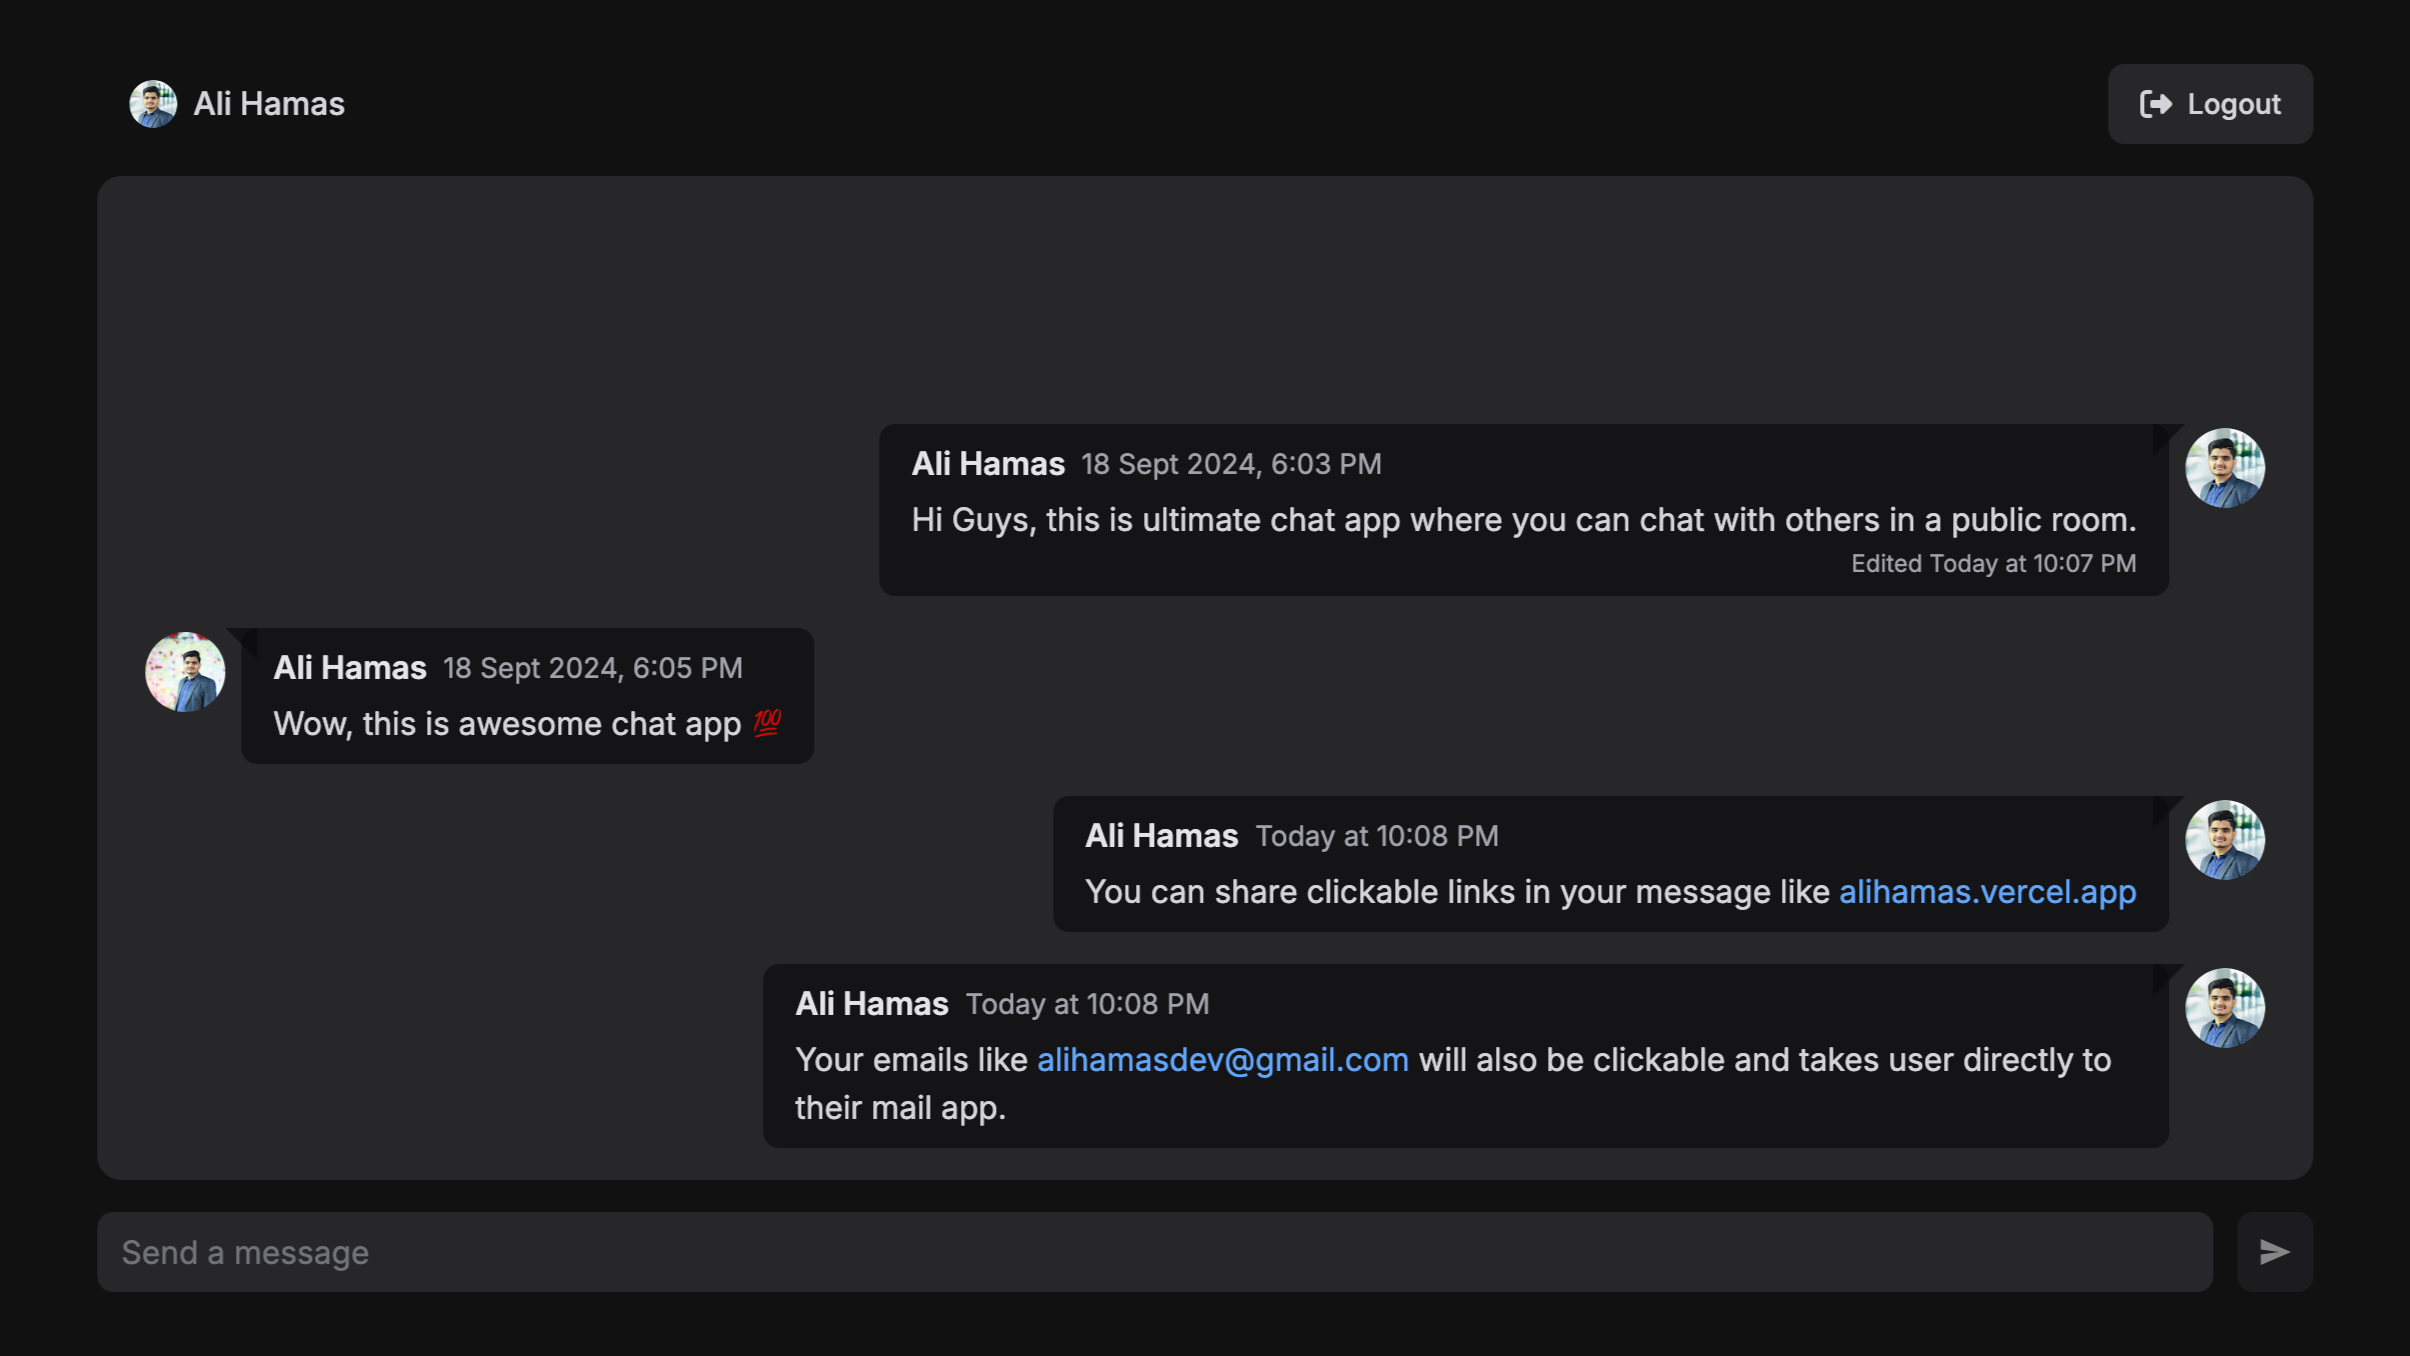 Ali Hamas
Logout
Ali Hamas 18 Sept 2024, 6:03 PM
Hi Guys, this is ultimate chat app where you can chat with others in a public room.
Edited Today at 10:07 PM
Ali Hamas 18 Sept 2024, 6:05 PM
Wow, this is awesome chat app 💯
Ali Hamas Today at 10:08 PM
You can share clickable links in your message like alihamas.vercel.app
Ali Hamas Today at 10:08 PM
Your emails like alihamasdev@gmail.com will also be clickable and takes user directly to
their mail app.
Send a message